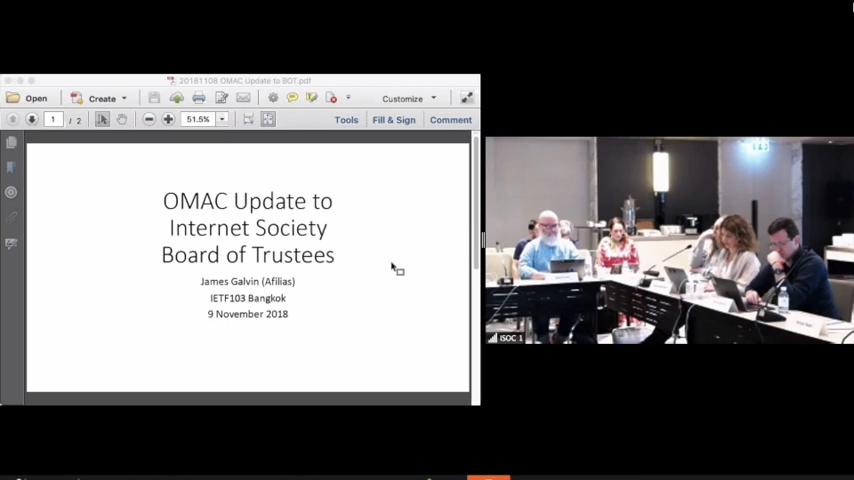 20181108 OMAC Update to BOT.pdf
Open
Create
Customize
1 / 2
51.5%
Tools
Fill & Sign
Comment
OMAC Update to
Internet Society
Board of Trustees
James Galvin (Afilias)
IETF103 Bangkok
9 November 2018
ISOC 1